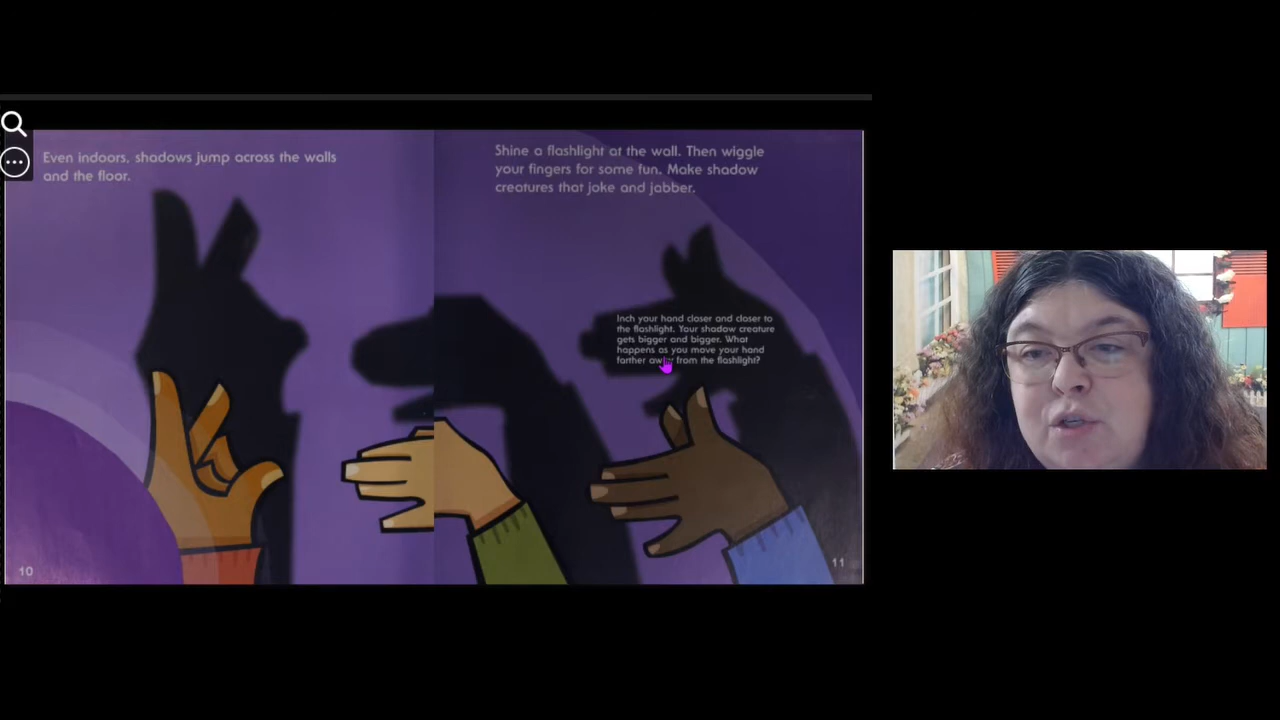 Even indoors, shadows jump across the walls
and the floor.
Shine a flashlight at the wall. Then wiggle
your fingers for some fun. Make shadow
creatures that joke and jabber.
Inch your hand closer and closer to
the flashlight. Your shadow creature
gets bigger and bigger. What
happens as you move your hand
farther away from the flashlight?
10
11